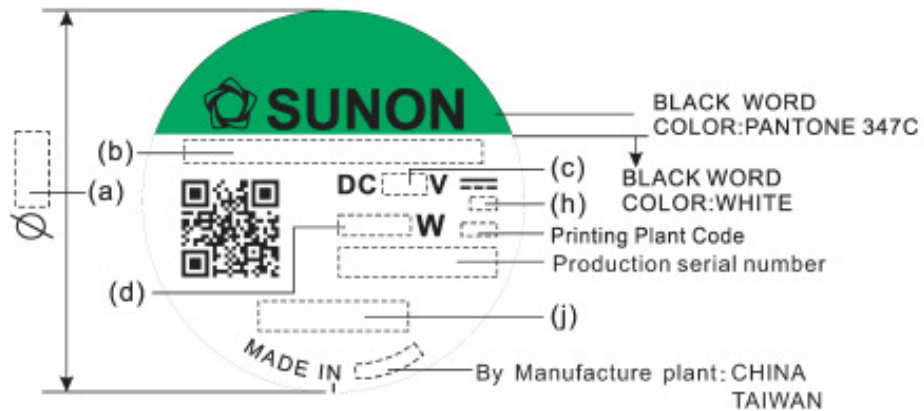 SUNON
BLACK WORD
COLOR:PANTONE 347C
(b)
(c)
(a)
DC V
BLACK WORD
COLOR:WHITE
(h)
Ø
W
Printing Plant Code
Production serial number
(d)
(j)
MADE IN
By Manufacture plant: CHINA
TAIWAN